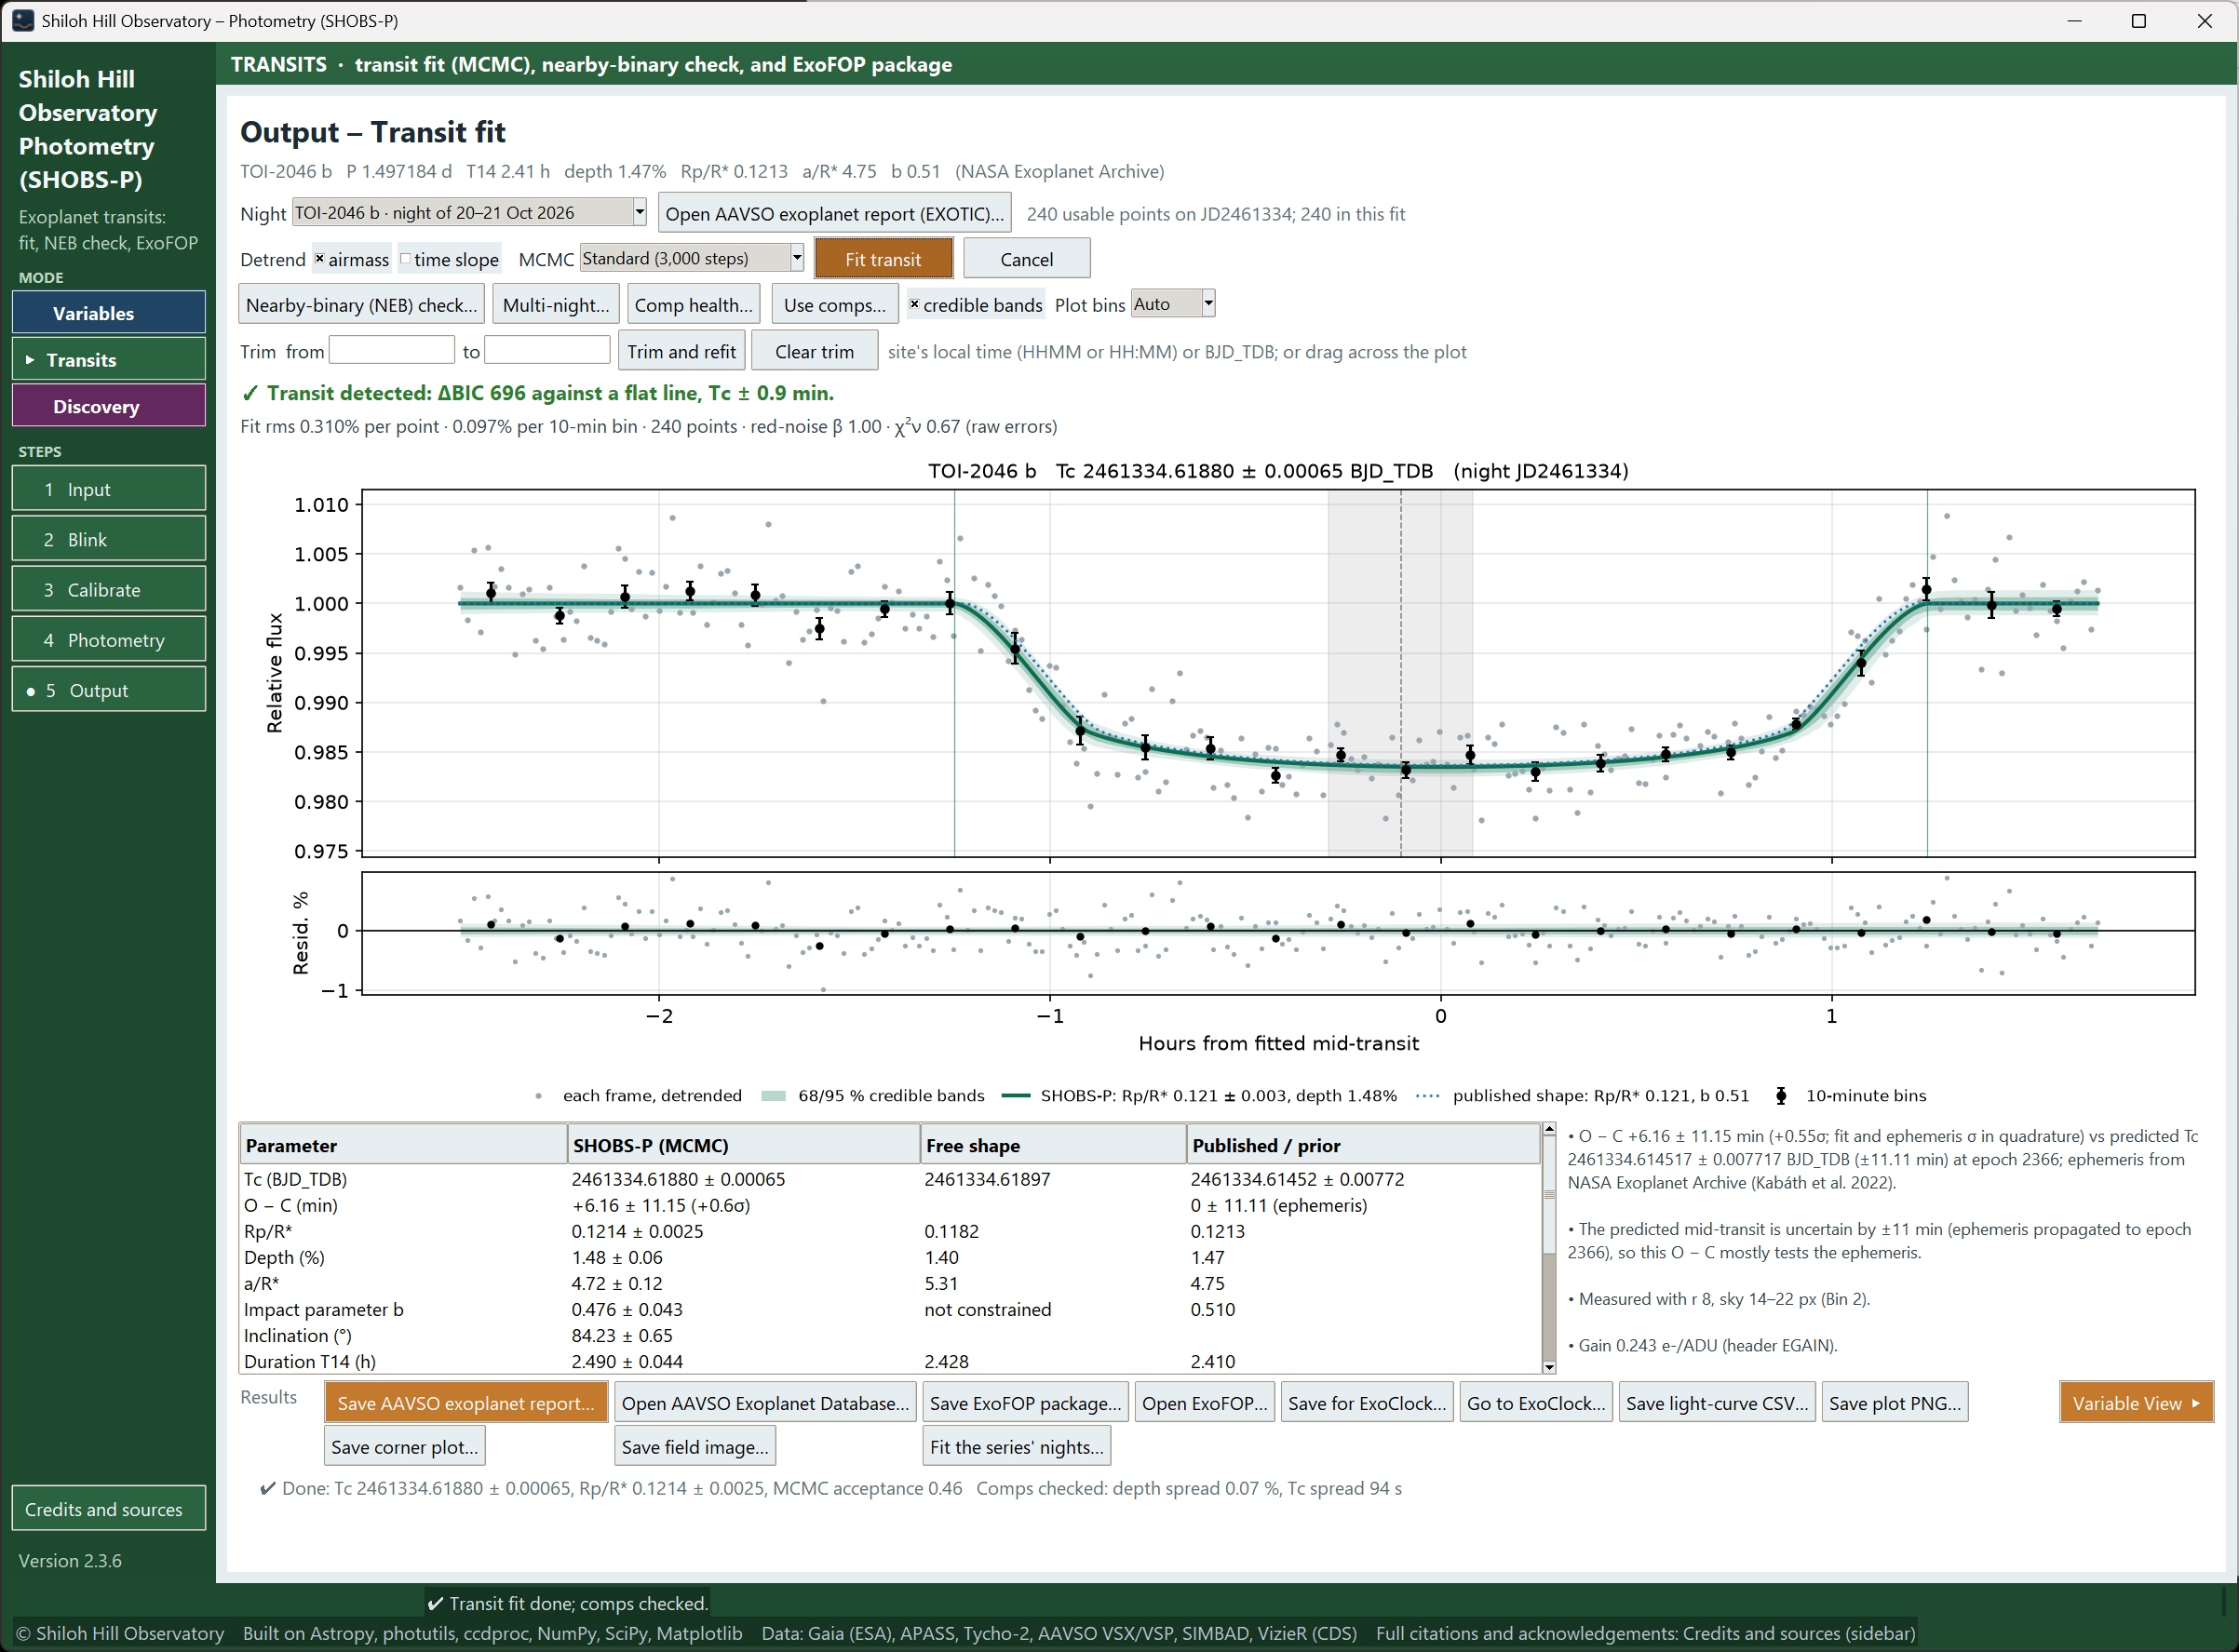 Shiloh Hill Observatory – Photometry (SHOBS-P)
Shiloh Hill
Observatory
Photometry
(SHOBS-P)
Exoplanet transits:
fit, NEB check, ExoFOP
MODE
Variables
Transits
Discovery
STEPS
1 Input
2 Blink
3 Calibrate
4 Photometry
5 Output
Credits and sources
Version 2.3.6
TRANSITS · transit fit (MCMC), nearby-binary check, and ExoFOP package
Output – Transit fit
TOI-2046 b P 1.497184 d T14 2.41 h depth 1.47% Rp/R* 0.1213 a/R* 4.75 b 0.51 (NASA Exoplanet Archive)
Night TOI-2046 b · night of 20–21 Oct 2026 Open AAVSO exoplanet report (EXOTIC)... 240 usable points on JD2461334; 240 in this fit
Detrend airmass time slope MCMC Standard (3,000 steps) Fit transit Cancel
Nearby-binary (NEB) check... Multi-night... Comp health... Use comps... credible bands Plot bins Auto
Trim from to Trim and refit Clear trim site's local time (HHMM or HH:MM) or BJD_TDB; or drag across the plot
✓ Transit detected: ΔBIC 696 against a flat line, Tc ± 0.9 min.
Fit rms 0.310% per point · 0.097% per 10-min bin · 240 points · red-noise β 1.00 · χ²ν 0.67 (raw errors)
TOI-2046 b Tc 2461334.61880 ± 0.00065 BJD_TDB (night JD2461334)
Relative flux
1.010
1.005
1.000
0.995
0.990
0.985
0.980
0.975
Resid. %
0
−1
−2 −1 0 1
Hours from fitted mid-transit
each frame, detrended 68/95 % credible bands SHOBS-P: Rp/R* 0.121 ± 0.003, depth 1.48% published shape: Rp/R* 0.121, b 0.51 10-minute bins
Parameter SHOBS-P (MCMC) Free shape Published / prior
Tc (BJD_TDB) 2461334.61880 ± 0.00065 2461334.61897 2461334.61452 ± 0.00772
O − C (min) +6.16 ± 11.15 (+0.6σ) 0 ± 11.11 (ephemeris)
Rp/R* 0.1214 ± 0.0025 0.1182 0.1213
Depth (%) 1.48 ± 0.06 1.40 1.47
a/R* 4.72 ± 0.12 5.31 4.75
Impact parameter b 0.476 ± 0.043 not constrained 0.510
Inclination (°) 84.23 ± 0.65
Duration T14 (h) 2.490 ± 0.044 2.428 2.410
• O − C +6.16 ± 11.15 min (+0.55σ; fit and ephemeris σ in quadrature) vs predicted Tc
2461334.614517 ± 0.007717 BJD_TDB (±11.11 min) at epoch 2366; ephemeris from
NASA Exoplanet Archive (Kabáth et al. 2022).
• The predicted mid-transit is uncertain by ±11 min (ephemeris propagated to epoch
2366), so this O − C mostly tests the ephemeris.
• Measured with r 8, sky 14–22 px (Bin 2).
• Gain 0.243 e-/ADU (header EGAIN).
Results Save AAVSO exoplanet report... Open AAVSO Exoplanet Database... Save ExoFOP package... Open ExoFOP... Save for ExoClock... Go to ExoClock... Save light-curve CSV... Save plot PNG... Variable View
Save corner plot... Save field image... Fit the series' nights...
✔ Done: Tc 2461334.61880 ± 0.00065, Rp/R* 0.1214 ± 0.0025, MCMC acceptance 0.46 Comps checked: depth spread 0.07 %, Tc spread 94 s
✔ Transit fit done; comps checked.
© Shiloh Hill Observatory Built on Astropy, photutils, ccdproc, NumPy, SciPy, Matplotlib Data: Gaia (ESA), APASS, Tycho-2, AAVSO VSX/VSP, SIMBAD, VizieR (CDS) Full citations and acknowledgements: Credits and sources (sidebar)